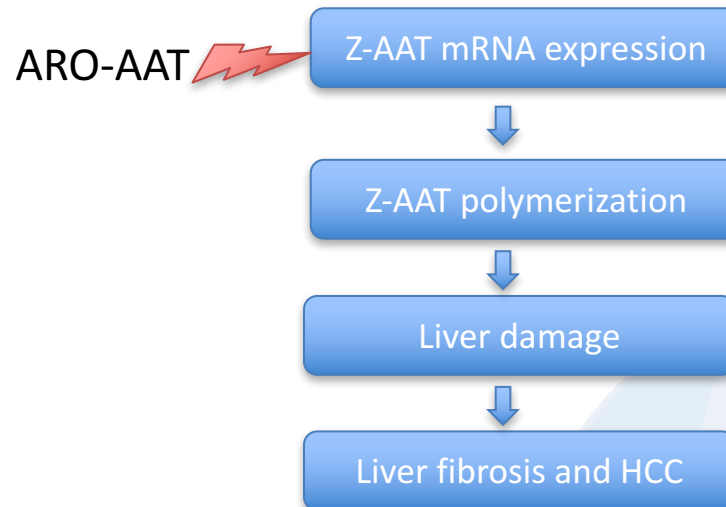 ARO-AAT
Z-AAT mRNA expression
Z-AAT polymerization
Liver damage
Liver fibrosis and HCC